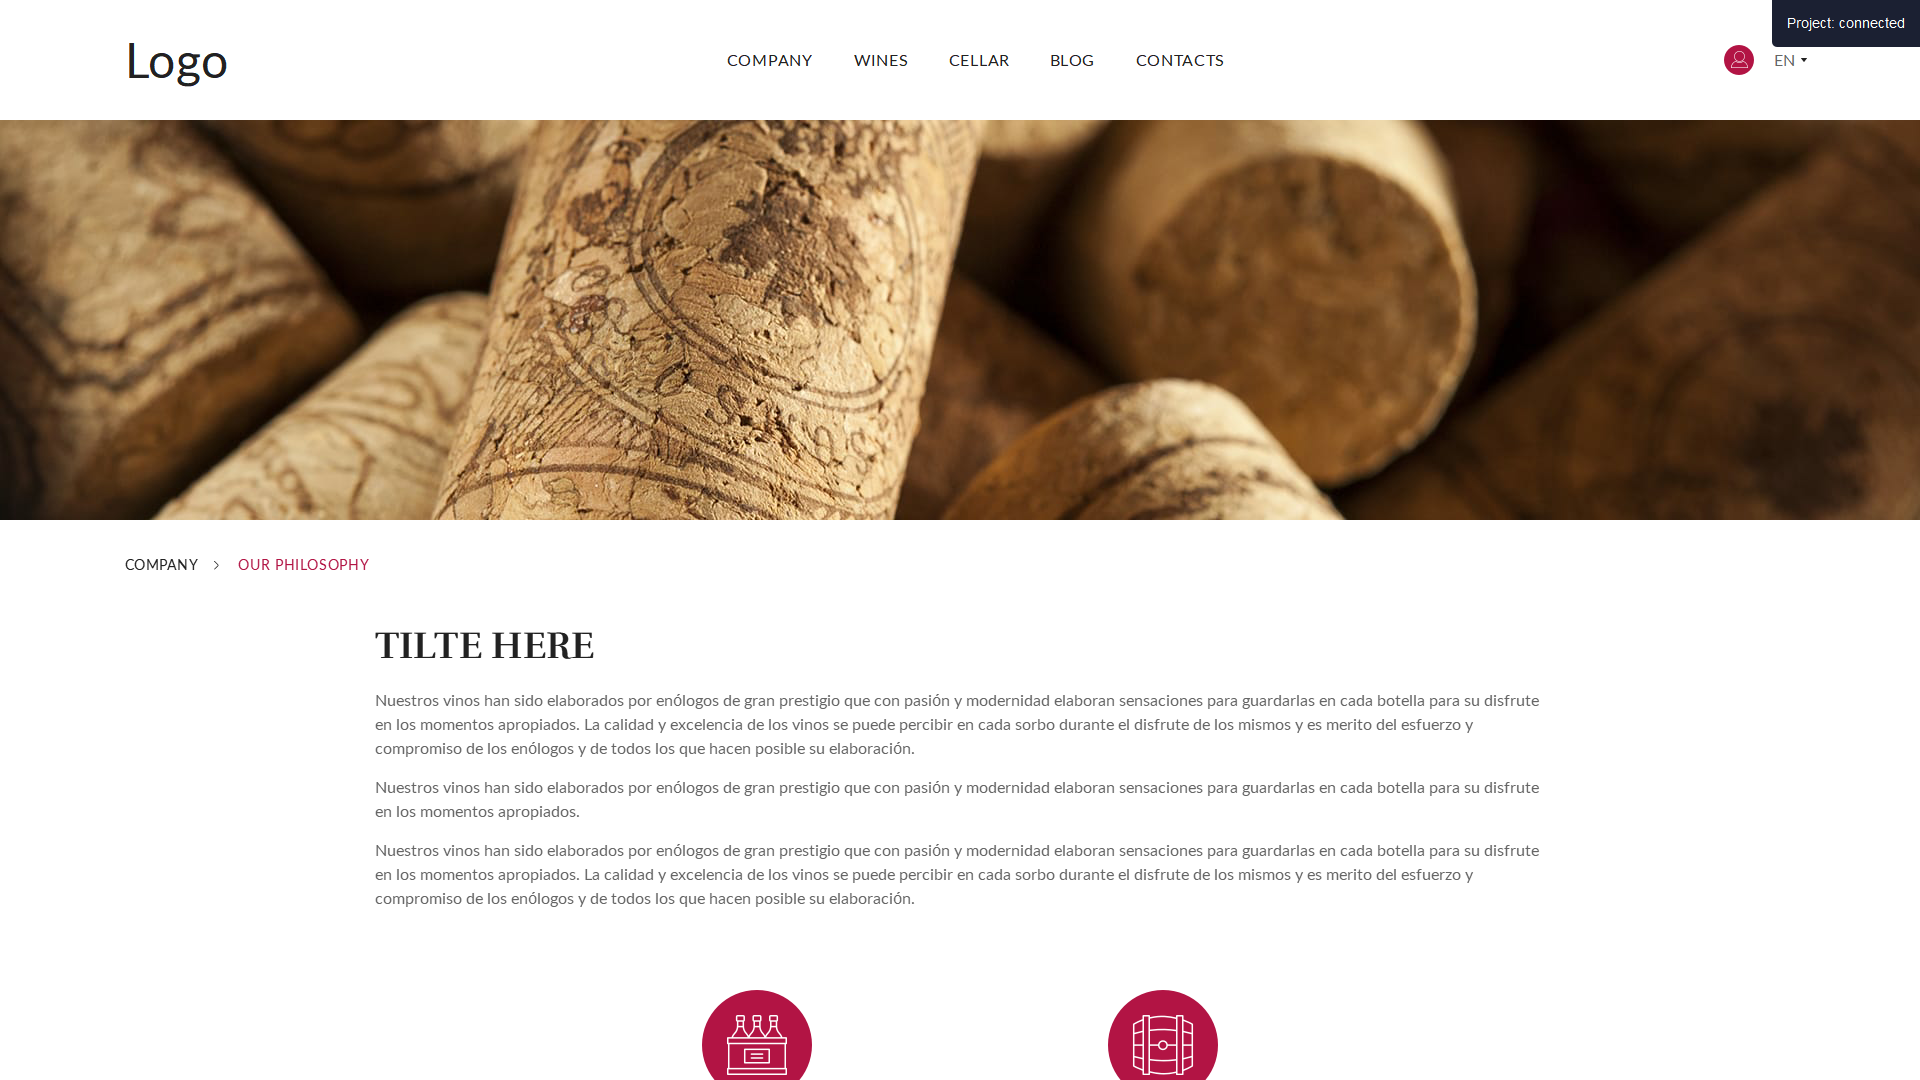 Project: connected
Logo
COMPANY WINES CELLAR BLOG CONTACTS
EN
COMPANY > OUR PHILOSOPHY
TILTE HERE
Nuestros vinos han sido elaborados por enólogos de gran prestigio que con pasión y modernidad elaboran sensaciones para guardarlas en cada botella para su disfrute
en los momentos apropiados. La calidad y excelencia de los vinos se puede percibir en cada sorbo durante el disfrute de los mismos y es merito del esfuerzo y
compromiso de los enólogos y de todos los que hacen posible su elaboración.
Nuestros vinos han sido elaborados por enólogos de gran prestigio que con pasión y modernidad elaboran sensaciones para guardarlas en cada botella para su disfrute
en los momentos apropiados.
Nuestros vinos han sido elaborados por enólogos de gran prestigio que con pasión y modernidad elaboran sensaciones para guardarlas en cada botella para su disfrute
en los momentos apropiados. La calidad y excelencia de los vinos se puede percibir en cada sorbo durante el disfrute de los mismos y es merito del esfuerzo y
compromiso de los enólogos y de todos los que hacen posible su elaboración.